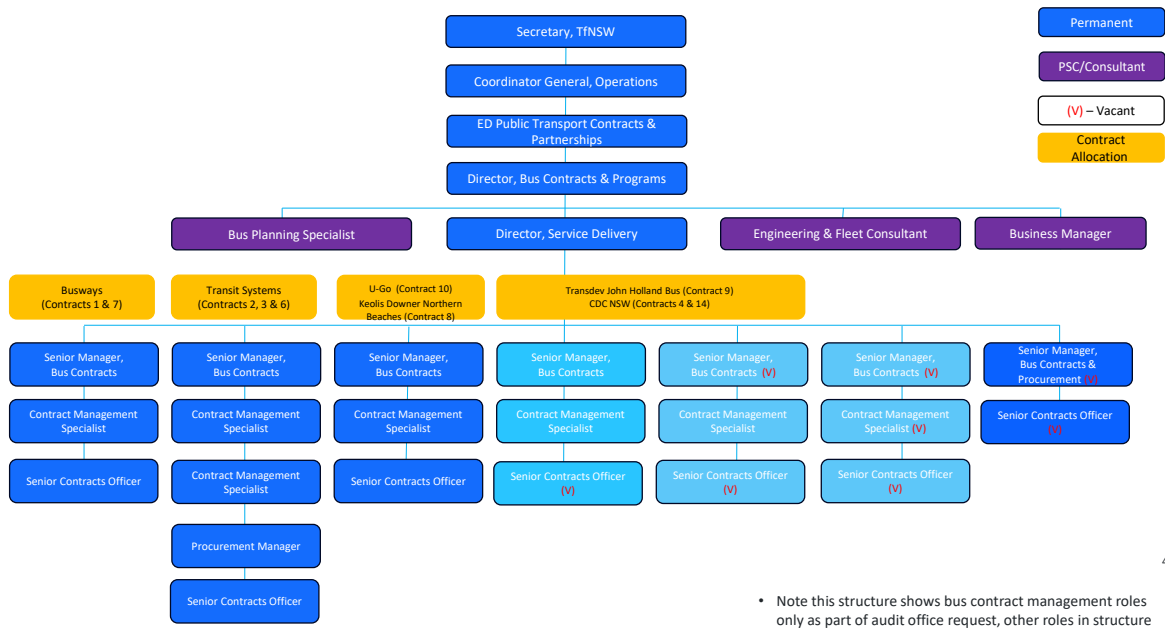 Secretary, TfNSW
Coordinator General, Operations
ED Public Transport Contracts &
Partnerships
Director, Bus Contracts & Programs
Permanent
PSC/Consultant
(V) – Vacant
Contract
Allocation
Bus Planning Specialist
Director, Service Delivery
Engineering & Fleet Consultant
Business Manager
Busways
(Contracts 1 & 7)
Transit Systems
(Contracts 2, 3 & 6)
U-Go (Contract 10)
Keolis Downer Northern
Beaches (Contract 8)
Transdev John Holland Bus (Contract 9)
CDC NSW (Contracts 4 & 14)
Senior Manager,
Bus Contracts
Contract Management
Specialist
Senior Contracts Officer
Senior Manager,
Bus Contracts
Contract Management
Specialist
Contract Management
Specialist
Procurement Manager
Senior Contracts Officer
Senior Manager,
Bus Contracts
Contract Management
Specialist
Senior Contracts Officer
Senior Manager,
Bus Contracts
Contract Management
Specialist
Senior Contracts Officer
(V)
Senior Manager,
Bus Contracts (V)
Contract Management
Specialist
Senior Contracts Officer
(V)
Senior Manager,
Bus Contracts (V)
Contract Management
Specialist (V)
Senior Contracts Officer
(V)
Senior Manager,
Bus Contracts &
Procurement (V)
Senior Contracts Officer
(V)
• Note this structure shows bus contract management roles
only as part of audit office request, other roles in structure